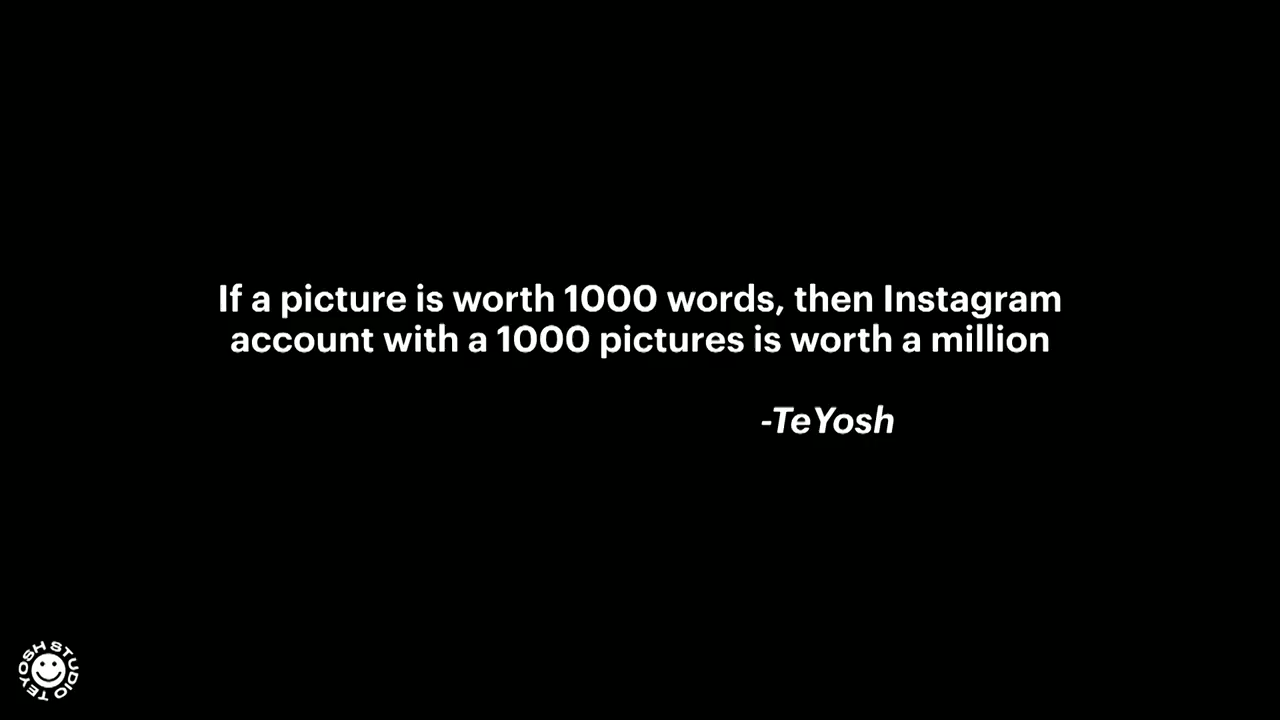 If a picture is worth 1000 words, then Instagram
account with a 1000 pictures is worth a million
-TeYosh
TEYOSH STUDIO